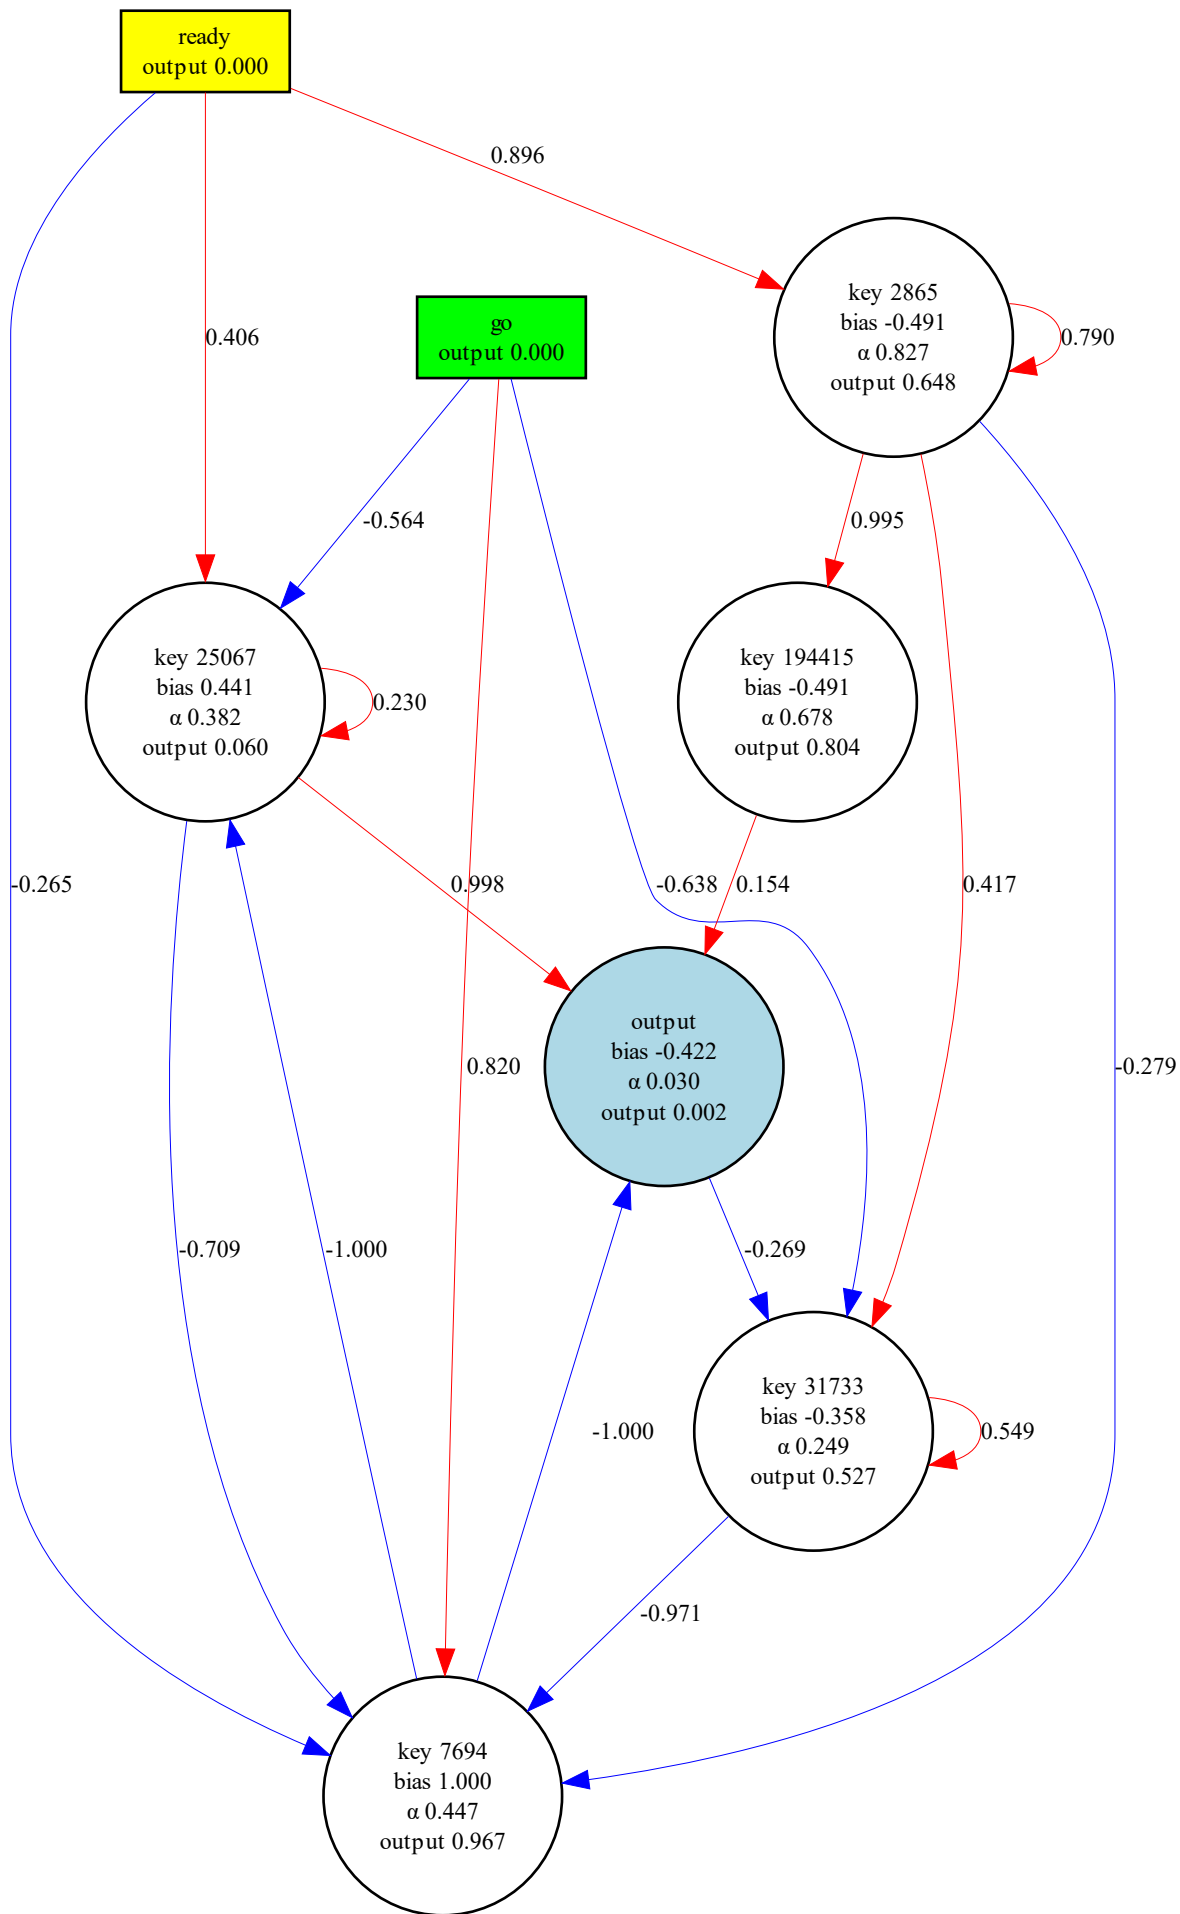 ready
output 0.000
0.896
key 2865
bias -0.491
α 0.827
output 0.648
0.790
go
output 0.000
0.406
-0.564
0.995
key 25067
bias 0.441
α 0.382
output 0.060
0.230
key 194415
bias -0.491
α 0.678
output 0.804
-0.265
0.998
-0.638
0.154
0.417
output
bias -0.422
α 0.030
output 0.002
0.820
-0.279
-0.709
-1.000
-0.269
key 31733
bias -0.358
α 0.249
output 0.527
-1.000
0.549
-0.971
key 7694
bias 1.000
α 0.447
output 0.967